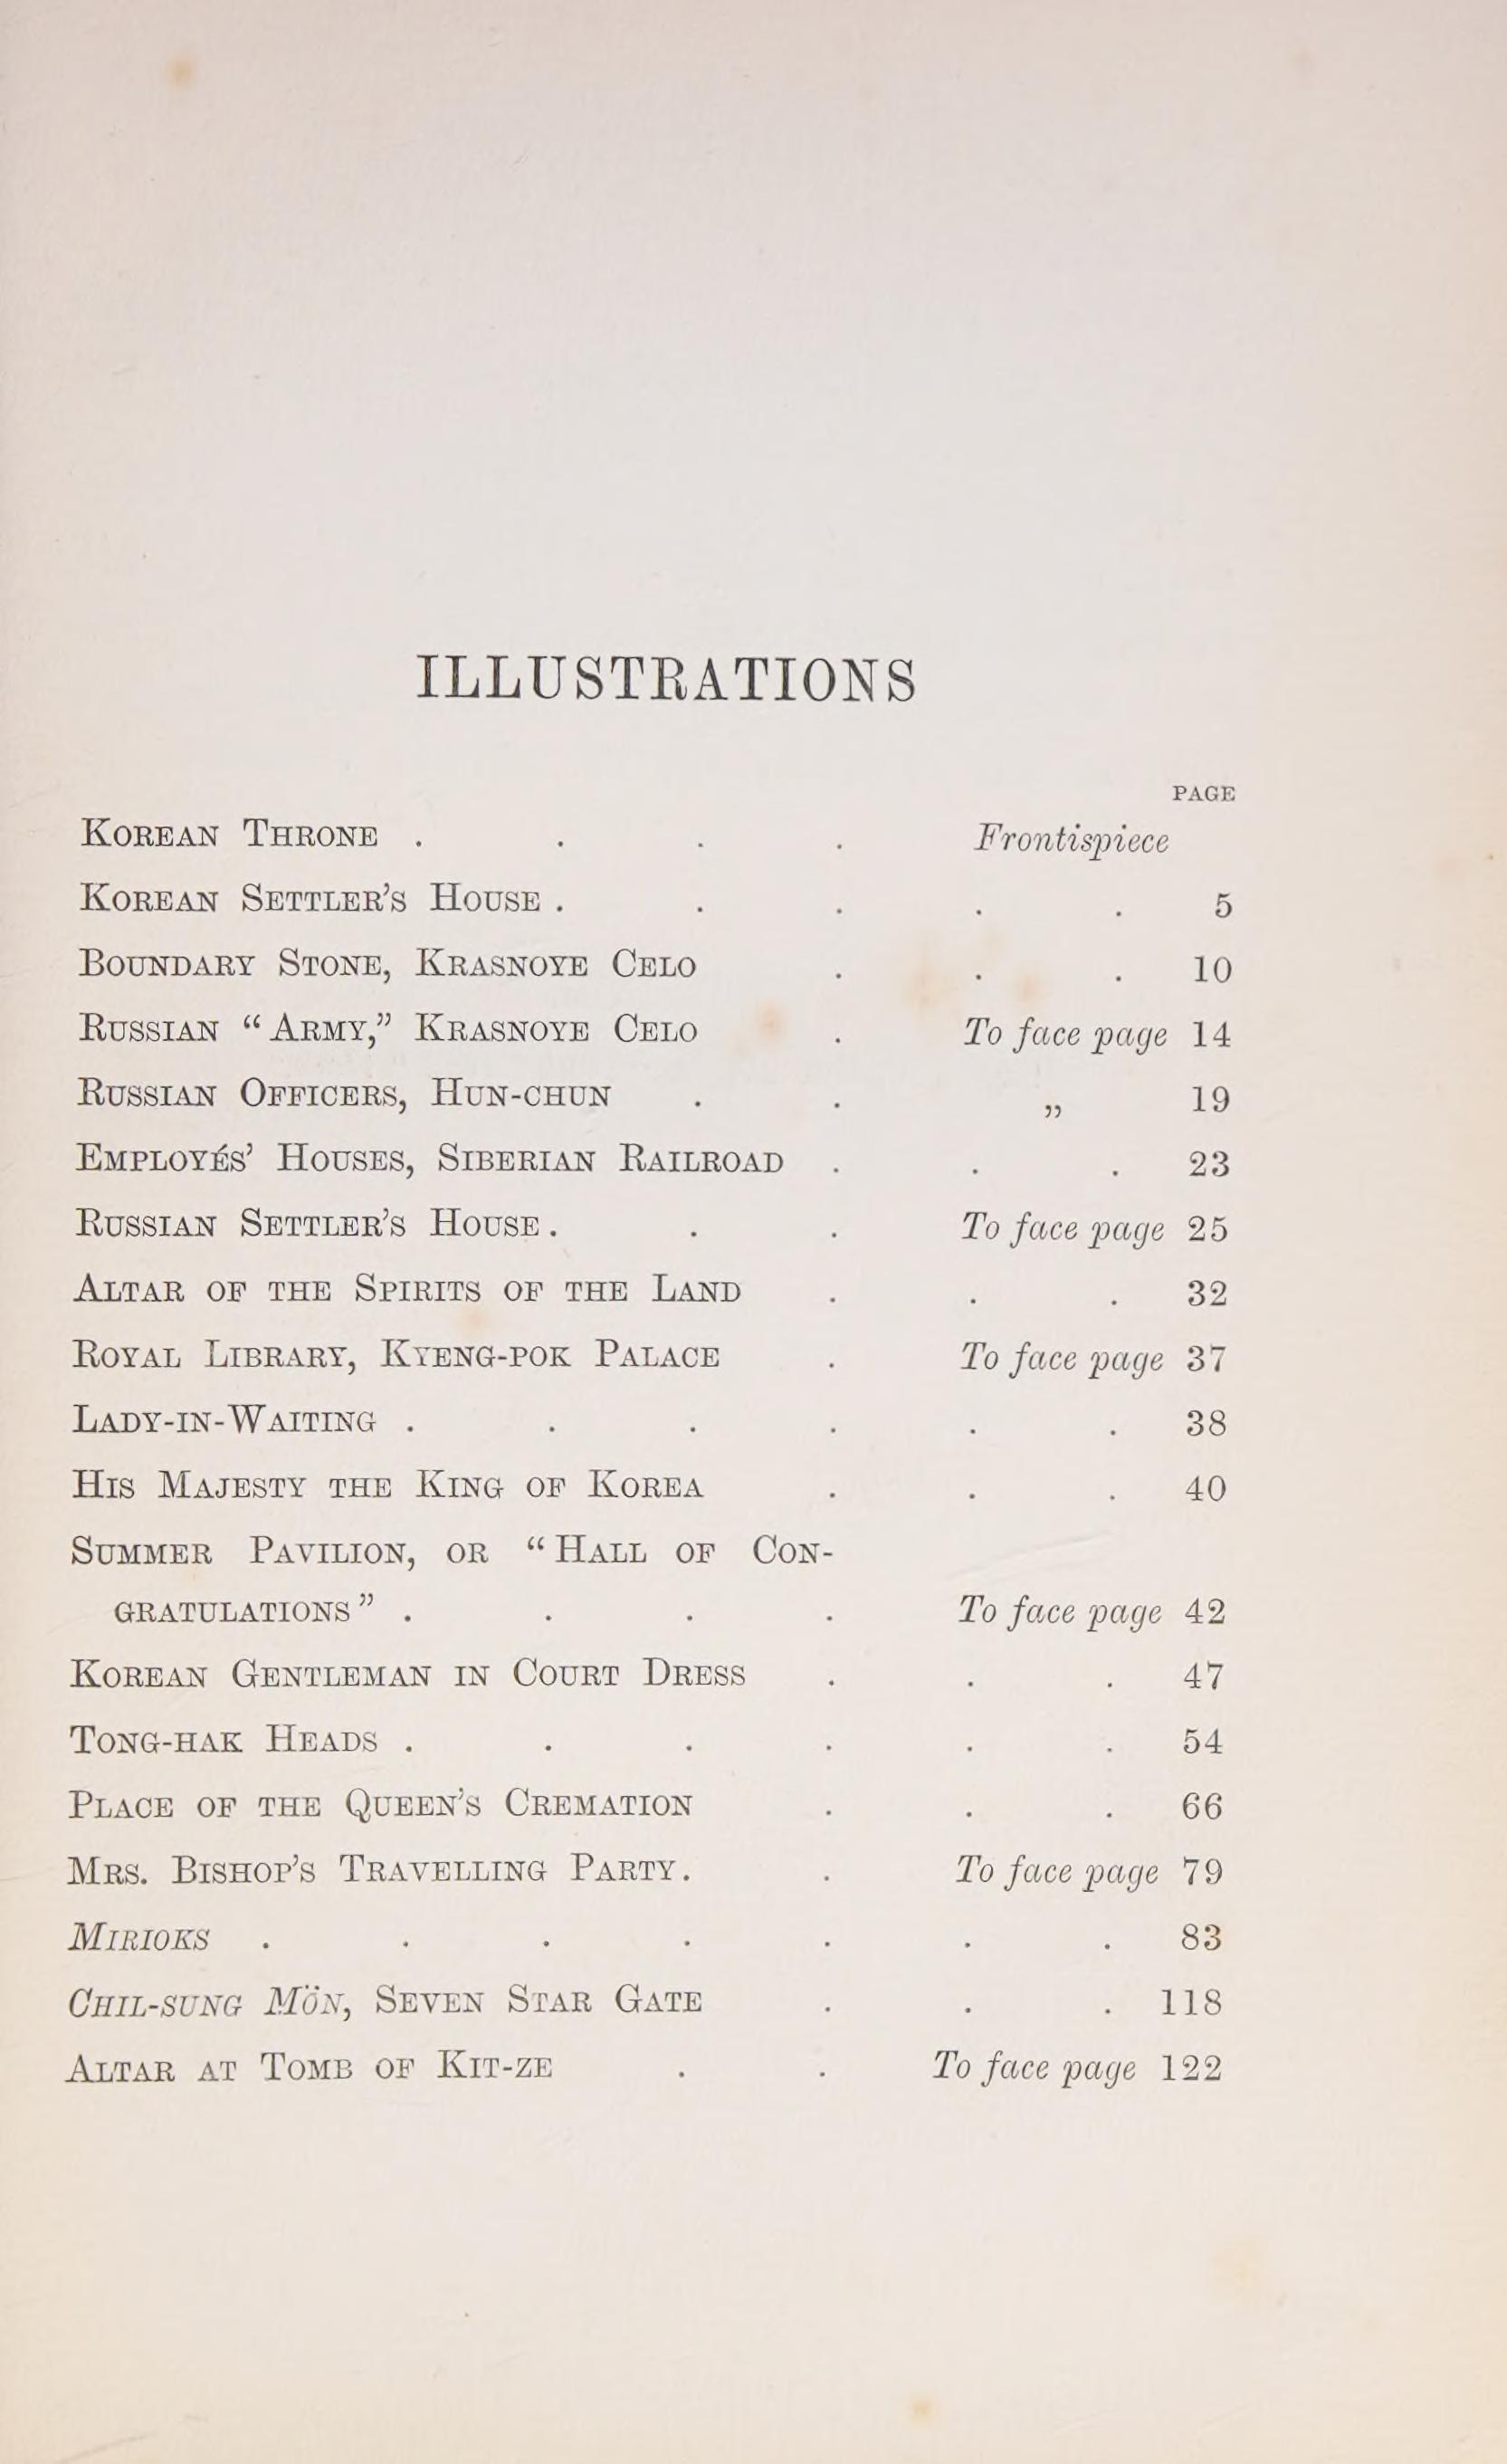 ILLUSTRATIONS
PAGE
KOREAN THRONE . . . . Frontispiece
KOREAN SETTLER'S HOUSE . . . . . 5
BOUNDARY STONE, KRASNOYE CELO . . . 10
RUSSIAN “ARMY,” KRASNOYE CELO . To face page 14
RUSSIAN OFFICERS, HUN-CHUN . . ,, 19
EMPLOYÉS' HOUSES, SIBERIAN RAILROAD . . . 23
RUSSIAN SETTLER'S HOUSE . . . To face page 25
ALTAR OF THE SPIRITS OF THE LAND . . . 32
ROYAL LIBRARY, KYENG-POK PALACE . To face page 37
LADY-IN-WAITING . . . . . . 38
HIS MAJESTY THE KING OF KOREA . . . 40
SUMMER PAVILION, OR “HALL OF CON-
GRATULATIONS” . . . . To face page 42
KOREAN GENTLEMAN IN COURT DRESS . . . 47
TONG-HAK HEADS . . . . . . 54
PLACE OF THE QUEEN'S CREMATION . . . 66
MRS. BISHOP'S TRAVELLING PARTY . . To face page 79
MIRIOKS . . . . . . . 83
CHIL-SUNG MÖN, SEVEN STAR GATE . . . 118
ALTAR AT TOMB OF KIT-ZE . . To face page 122